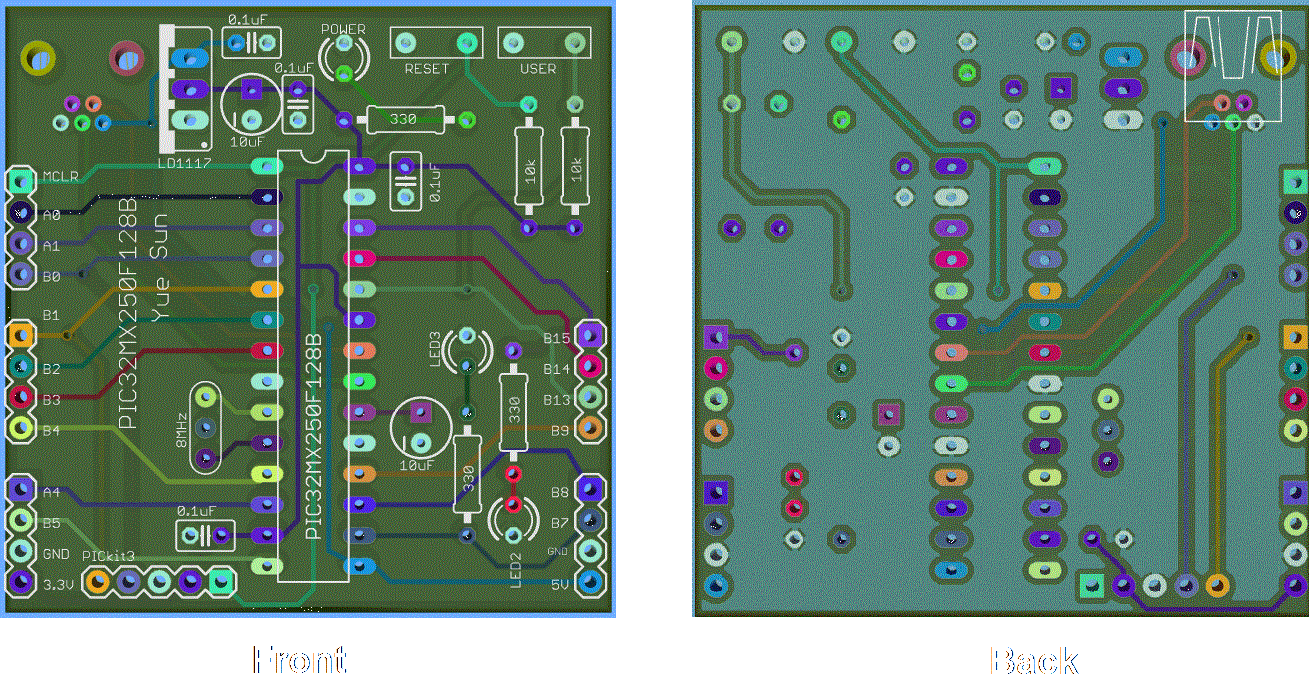 0.1uF
POWER
0.1uF
RESET
USER
330
10uF
LD1117
10k
10k
0.1uF
MCLR
A0
A1
B0
B1
B2
B3
B4
PIC32MX250F128B
Yue Sun
PIC32MX250F128B
8MHz
LED3
B15
B14
B13
B9
330
10uF
330
A4
B5
GND
3.3V
PICkit3
0.1uF
LED2
B8
B7
GND
5V
Front
Back